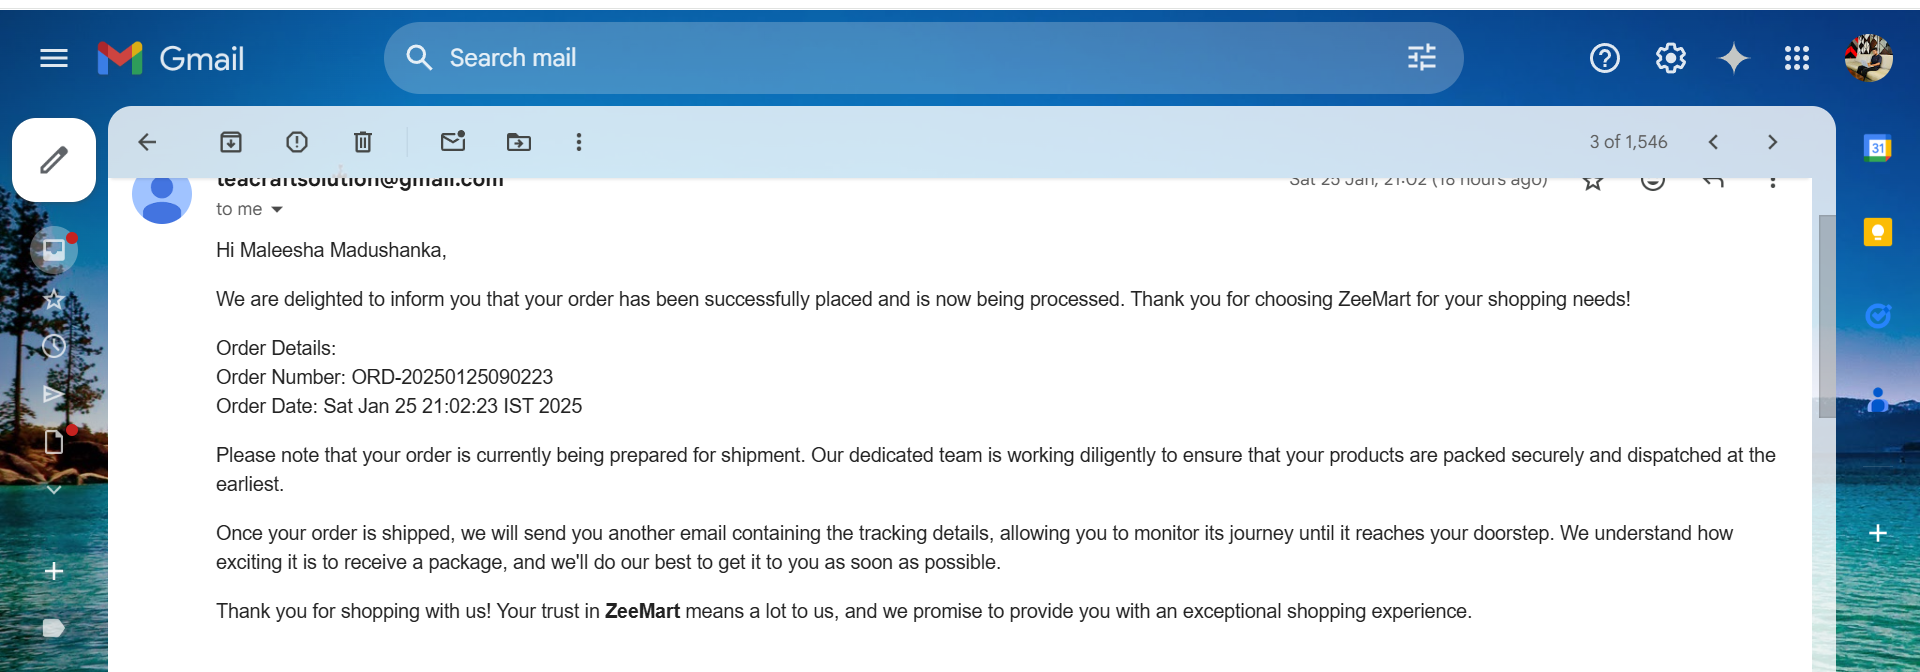 Gmail
Search mail
3 of 1,546
teacraftsolution@gmail.com
Sat 25 Jan, 21:02 (18 hours ago)
to me
Hi Maleesha Madushanka,
We are delighted to inform you that your order has been successfully placed and is now being processed. Thank you for choosing ZeeMart for your shopping needs!
Order Details:
Order Number: ORD-20250125090223
Order Date: Sat Jan 25 21:02:23 IST 2025
Please note that your order is currently being prepared for shipment. Our dedicated team is working diligently to ensure that your products are packed securely and dispatched at the
earliest.
Once your order is shipped, we will send you another email containing the tracking details, allowing you to monitor its journey until it reaches your doorstep. We understand how
exciting it is to receive a package, and we'll do our best to get it to you as soon as possible.
Thank you for shopping with us! Your trust in ZeeMart means a lot to us, and we promise to provide you with an exceptional shopping experience.
31